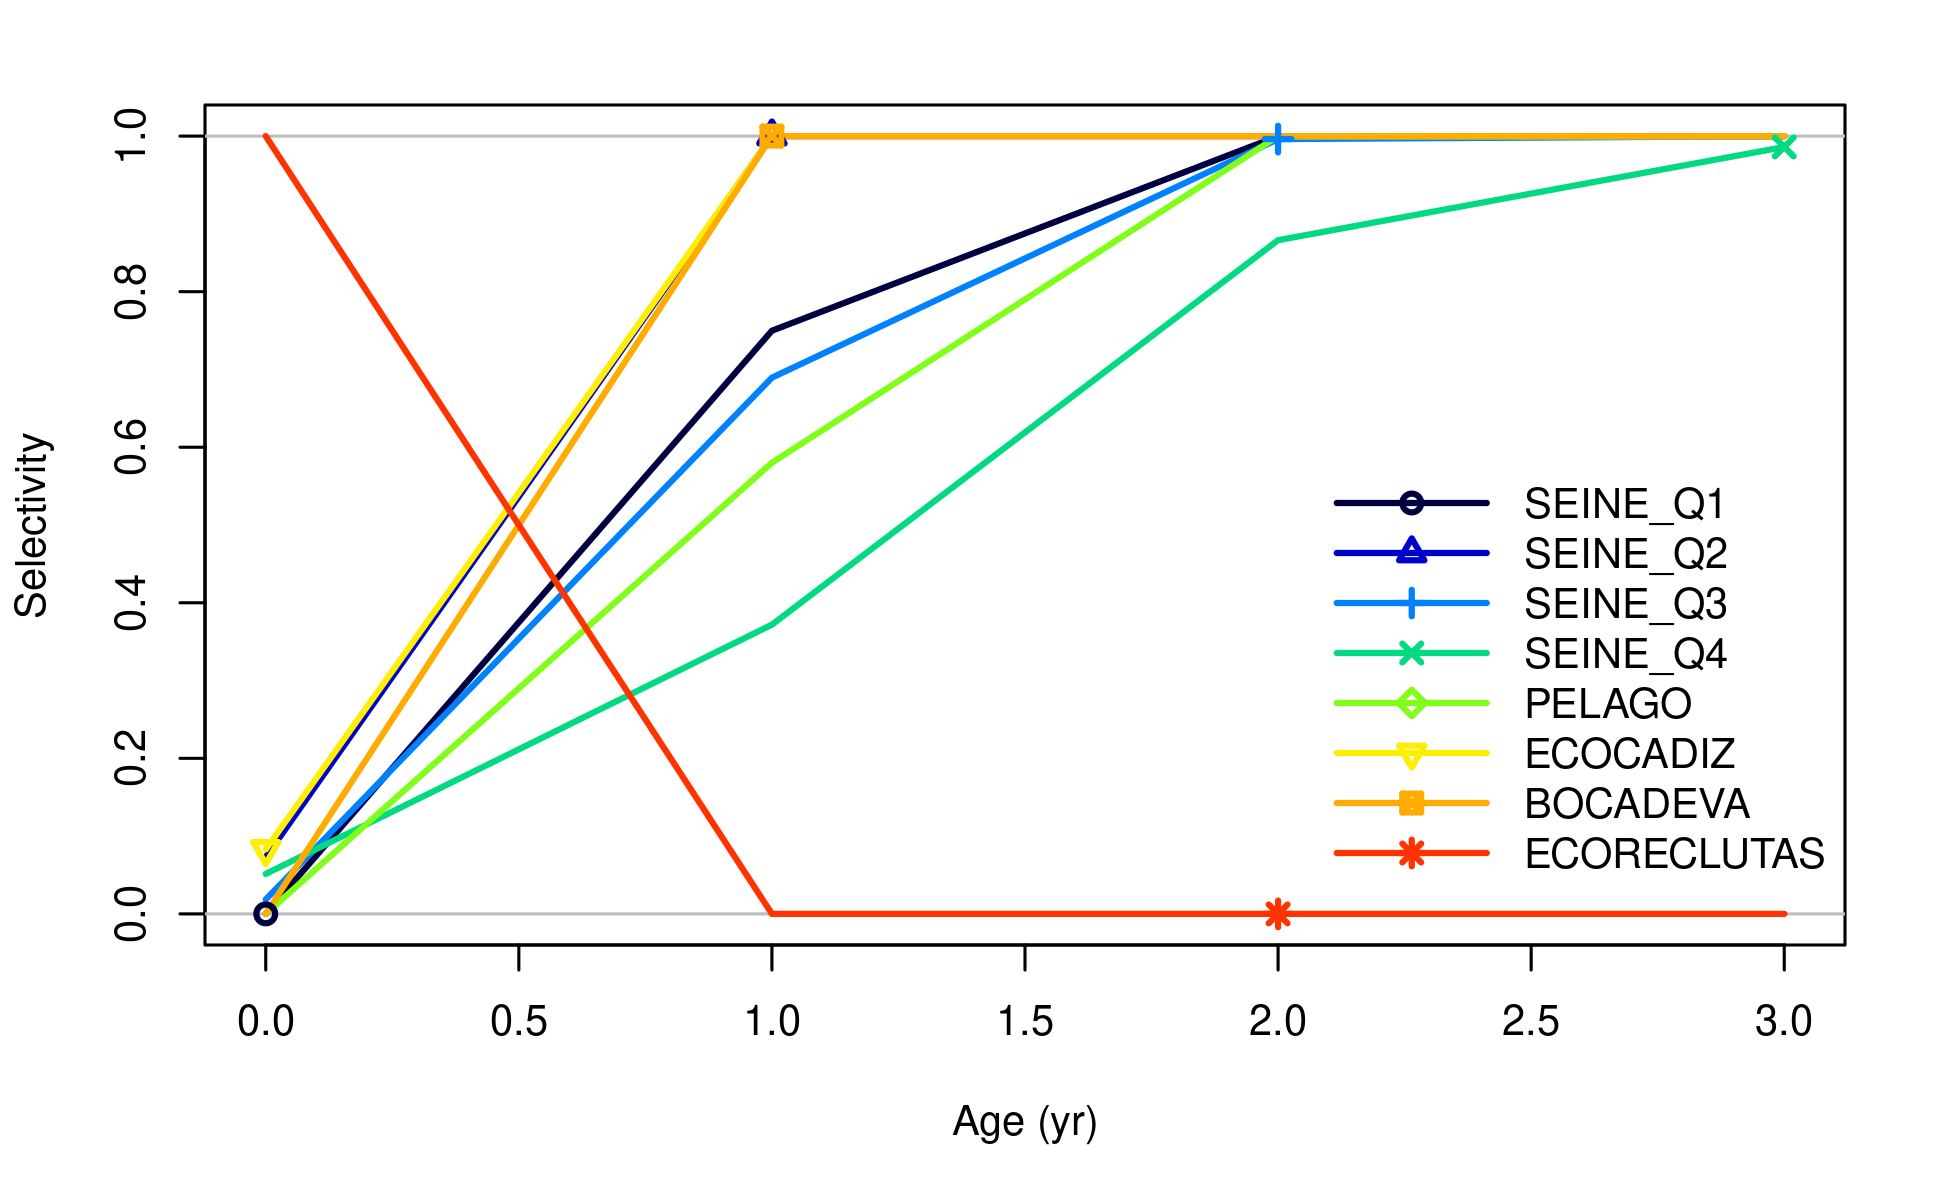 1.0
0.8
0.6
0.4
0.2
0.0
Selectivity
SEINE_Q1
SEINE_Q2
SEINE_Q3
SEINE_Q4
PELAGO
ECOCADIZ
BOCADEVA
ECORECLUTAS
0.0 0.5 1.0 1.5 2.0 2.5 3.0
Age (yr)